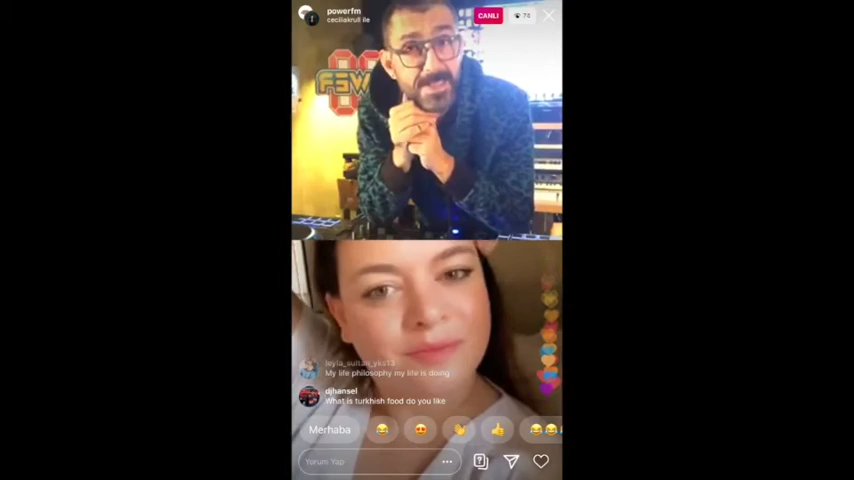 powerfm
ceciliakrull ile
CANLI
leyla_sultan_yks13
My life philosophy my life is doing
djhansel
What is turkhish food do you like
Merhaba
Yorum Yap